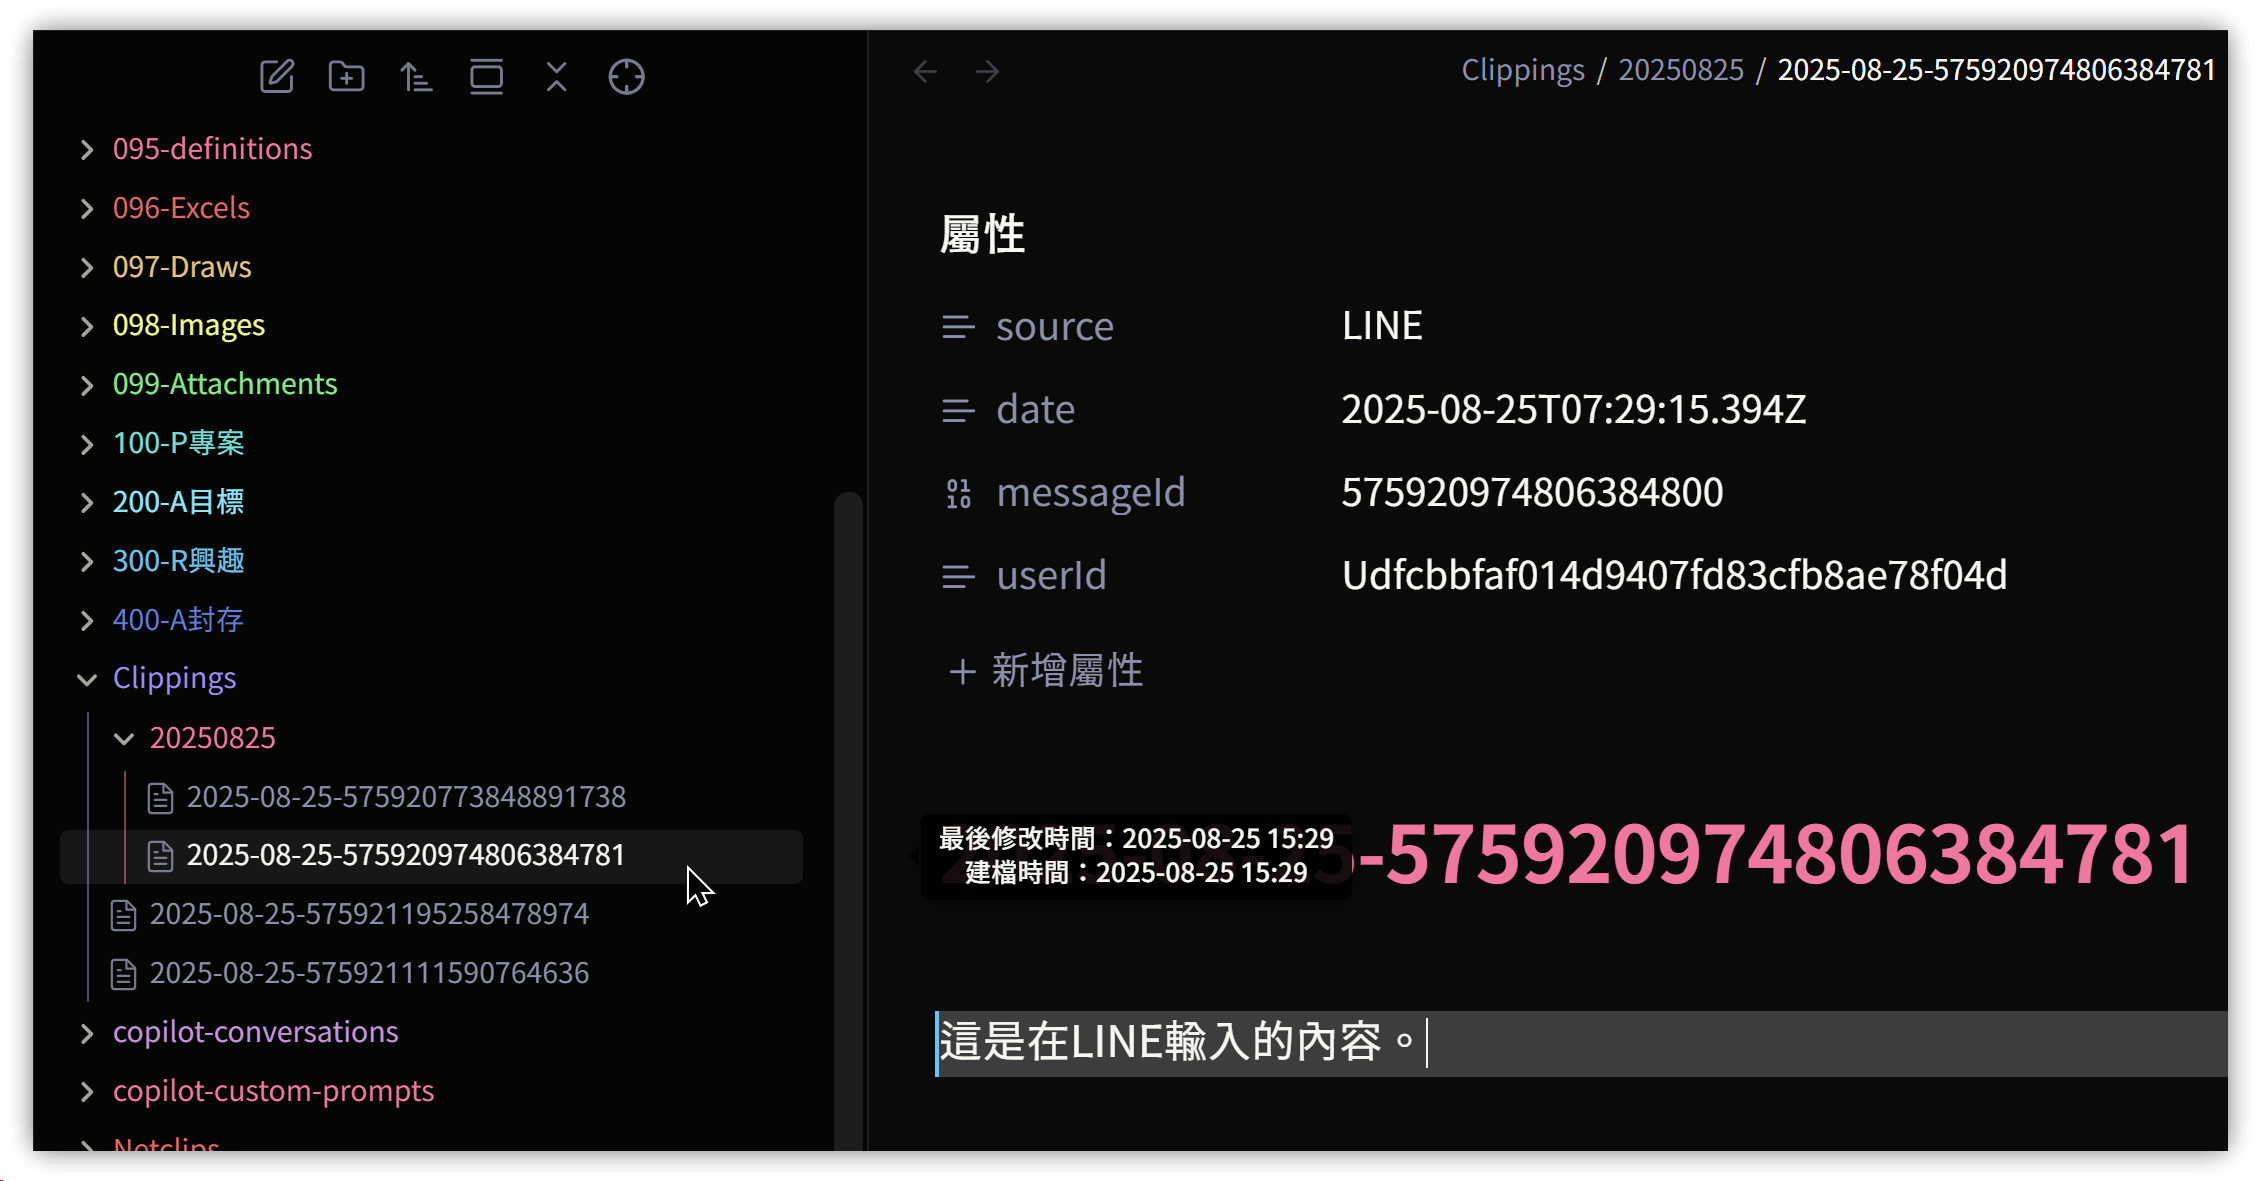 095-definitions
096-Excels
097-Draws
098-Images
099-Attachments
100-P專案
200-A目標
300-R興趣
400-A封存
Clippings
20250825
2025-08-25-575920773848891738
2025-08-25-575920974806384781
2025-08-25-575921195258478974
2025-08-25-575921111590764636
copilot-conversations
copilot-custom-prompts
Netclips
Clippings / 20250825 / 2025-08-25-575920974806384781
屬性
source LINE
date 2025-08-25T07:29:15.394Z
messageId 575920974806384800
userId Udfcbbfaf014d9407fd83cfb8ae78f04d
新增屬性
最後修改時間：2025-08-25 15:29
建檔時間：2025-08-25 15:29
-575920974806384781
這是在LINE輸入的內容。